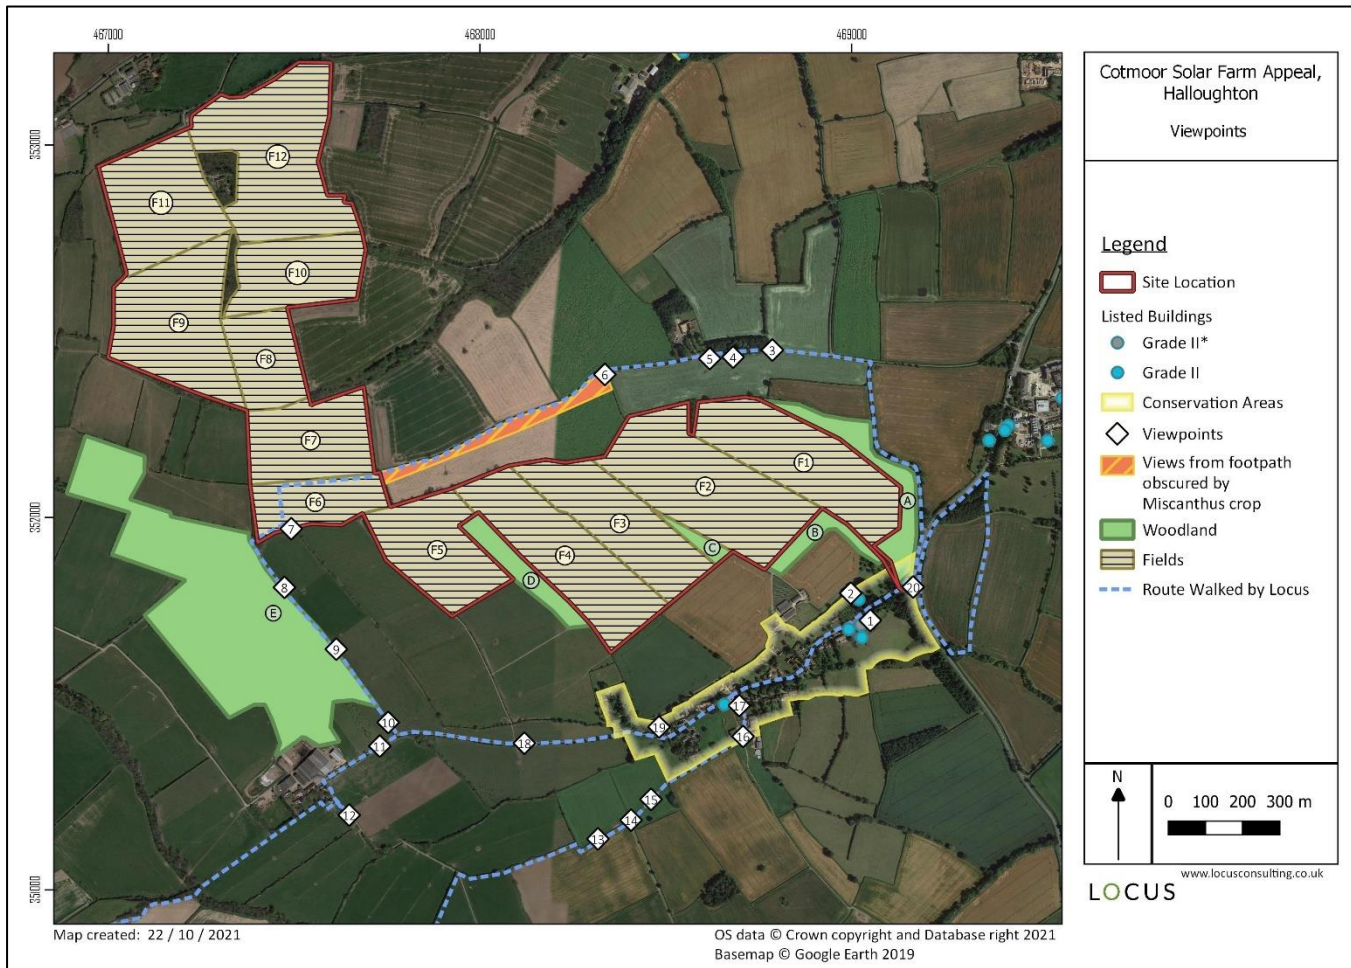 467000
468000
469000
353000
352000
351000
F12
F11
F10
F9
F8
F7
F6
F5
F4
F3
F2
F1
A
B
C
D
E
6
5
4
3
7
8
9
10
11
12
13
14
15
16
17
18
19
20
1
2
Cotmoor Solar Farm Appeal,
Halloughton
Viewpoints
Legend
Site Location
Listed Buildings
Grade II*
Grade II
Conservation Areas
Viewpoints
Views from footpath
obscured by
Miscanthus crop
Woodland
Fields
Route Walked by Locus
N
0 100 200 300 m
www.locusconsulting.co.uk
LOCUS
Map created: 22 / 10 / 2021
OS data © Crown copyright and Database right 2021
Basemap © Google Earth 2019